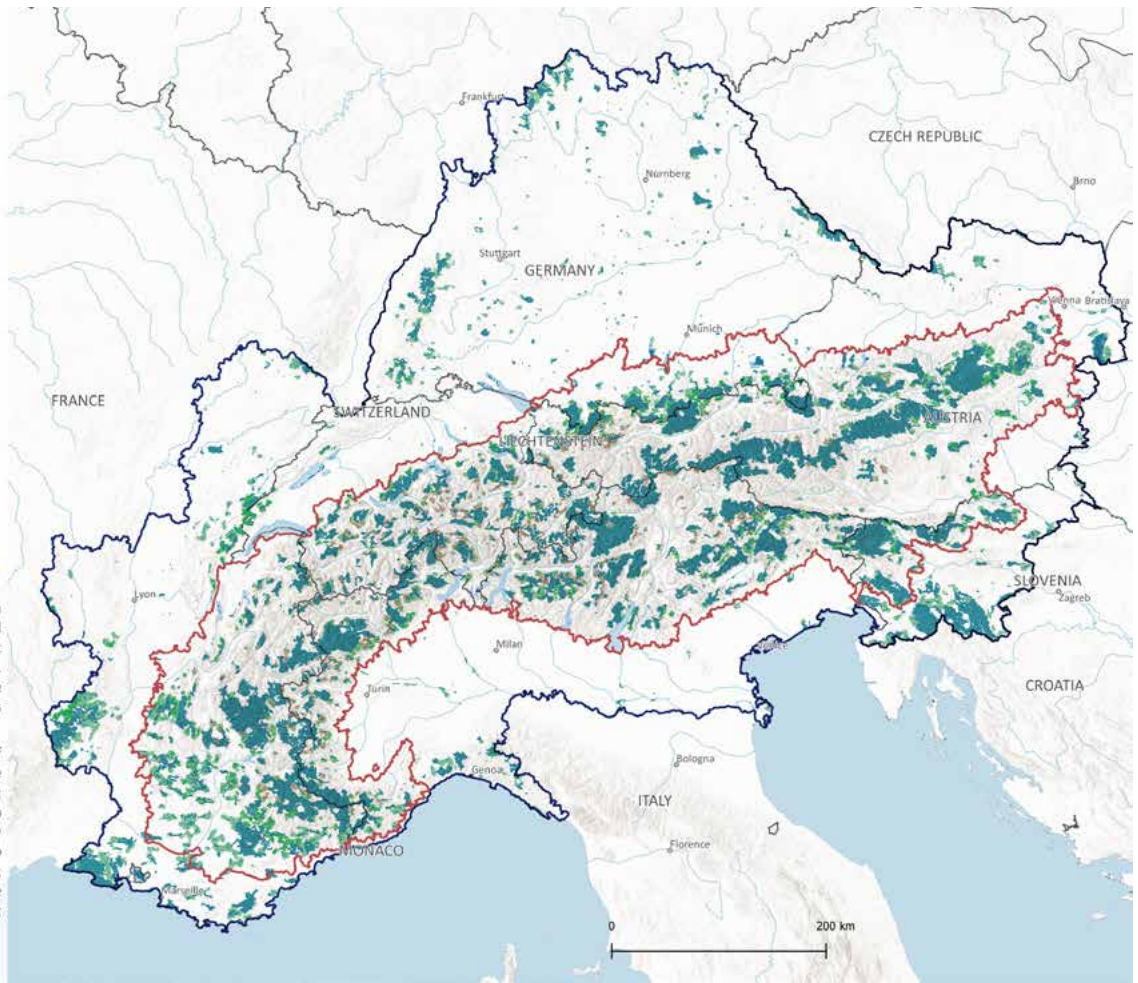 Frankfurt
CZECH REPUBLIC
Nürnberg
Brno
Stuttgart
GERMANY
Vienna
Bratislava
Munich
FRANCE
SWITZERLAND
LIECHTENSTEIN
AUSTRIA
SLOVENIA
Zagreb
Lyon
Milan
Venice
Turin
CROATIA
Genoa
Bologna
ITALY
MONACO
Florence
Marseille
0
200 km